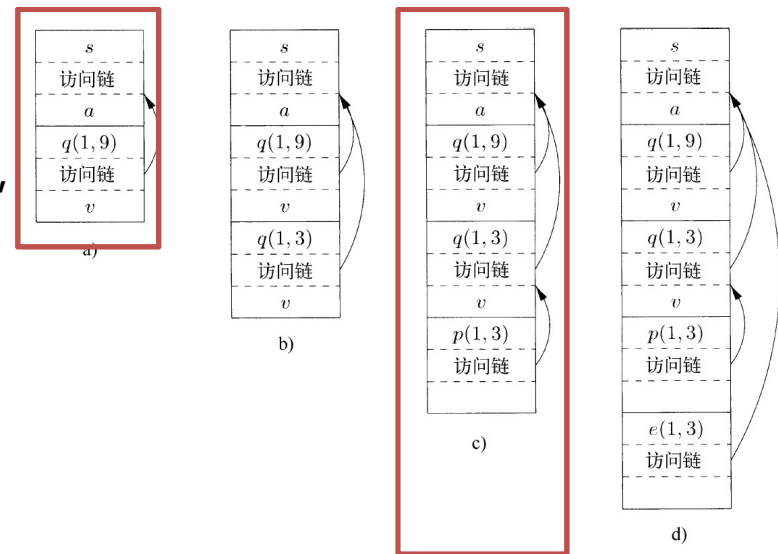 s
访问链
a
q(1, 9)
访问链
v
a)
s
访问链
a
q(1, 9)
访问链
v
q(1, 3)
访问链
v
b)
s
访问链
a
q(1, 9)
访问链
v
q(1, 3)
访问链
v
p(1, 3)
访问链
c)
s
访问链
a
q(1, 9)
访问链
v
q(1, 3)
访问链
v
p(1, 3)
访问链
e(1, 3)
访问链
d)